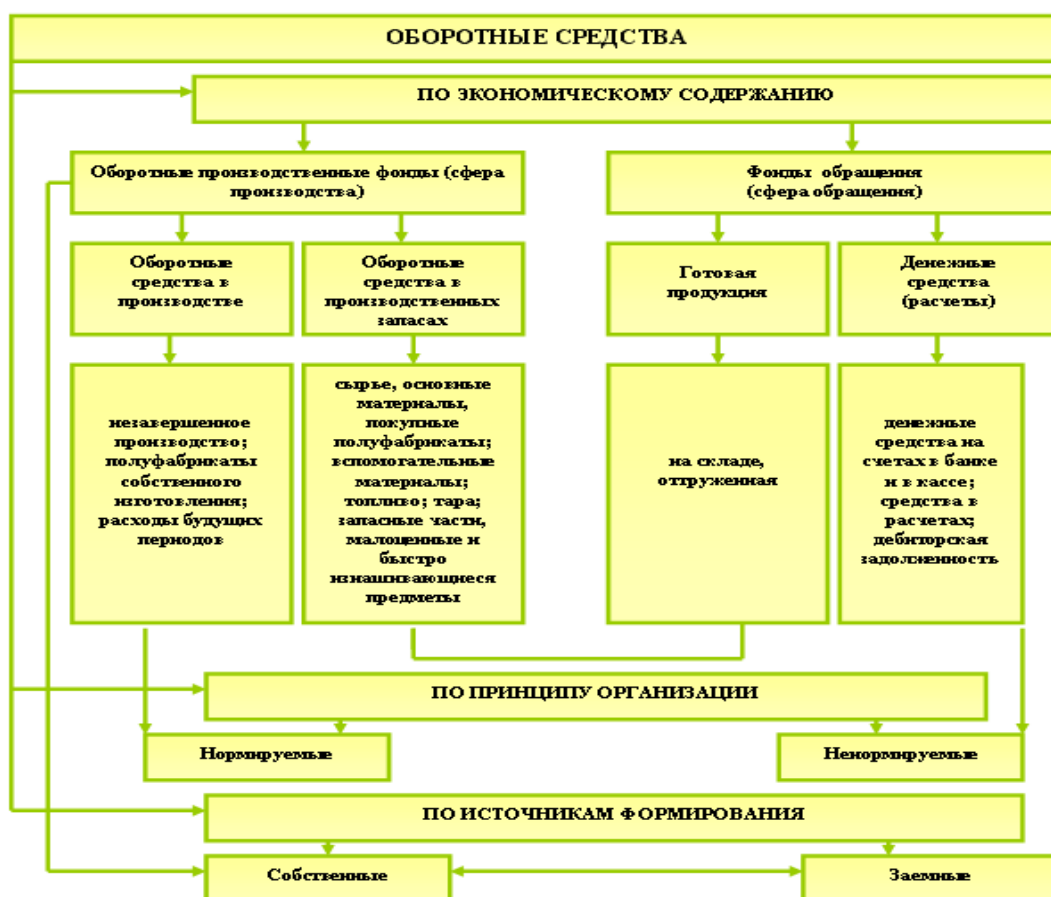 ОБОРОТНЫЕ СРЕДСТВА
ПО ЭКОНОМИЧЕСКОМУ СОДЕРЖАНИЮ
Оборотные производственные фонды (сфера
производства)
Фонды обращения
(сфера обращения)
Оборотные
средства в
производстве
Оборотные
средства в
производственных
запасах
Готовая
продукция
Денежные
средства
(расчеты)
незавершенное
производство;
полуфабрикаты
собственного
изготовления;
расходы будущих
периодов
сырье, основные
материалы,
покупные
полуфабрикаты;
вспомогательные
материалы;
топливо; тара;
запасные части,
малоценные и
быстро
изнашивающиеся
предметы
на складе,
отгруженная
денежные
средства на
счетах в банке
и в кассе;
средства в
расчетах;
дебиторская
задолженность
ПО ПРИНЦИПУ ОРГАНИЗАЦИИ
Нормируемые
Ненормируемые
ПО ИСТОЧНИКАМ ФОРМИРОВАНИЯ
Собственные
Заемные